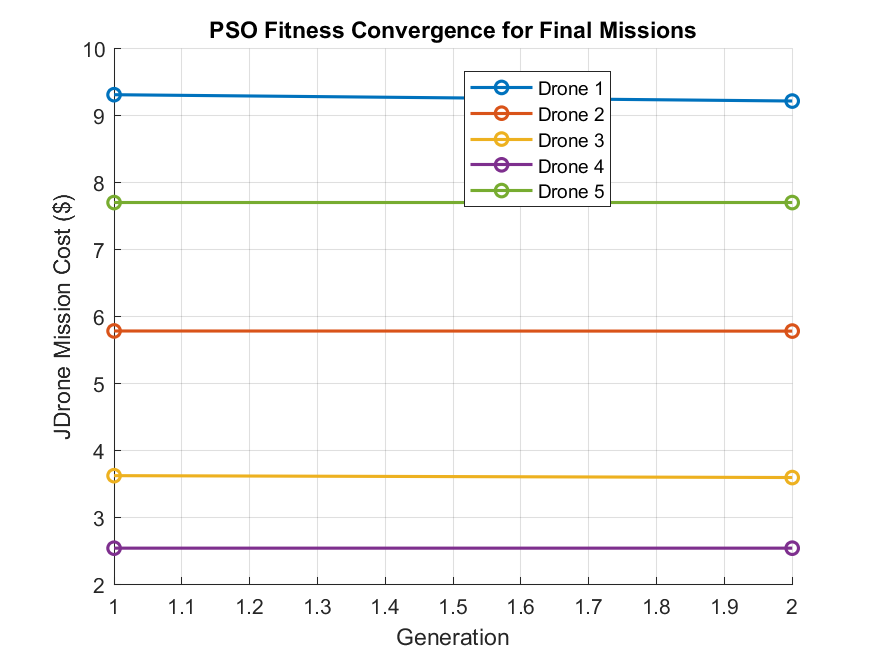 PSO Fitness Convergence for Final Missions
10
9
8
7
6
5
4
3
2
JDrone Mission Cost ($)
Drone 1
Drone 2
Drone 3
Drone 4
Drone 5
1 1.1 1.2 1.3 1.4 1.5 1.6 1.7 1.8 1.9 2
Generation